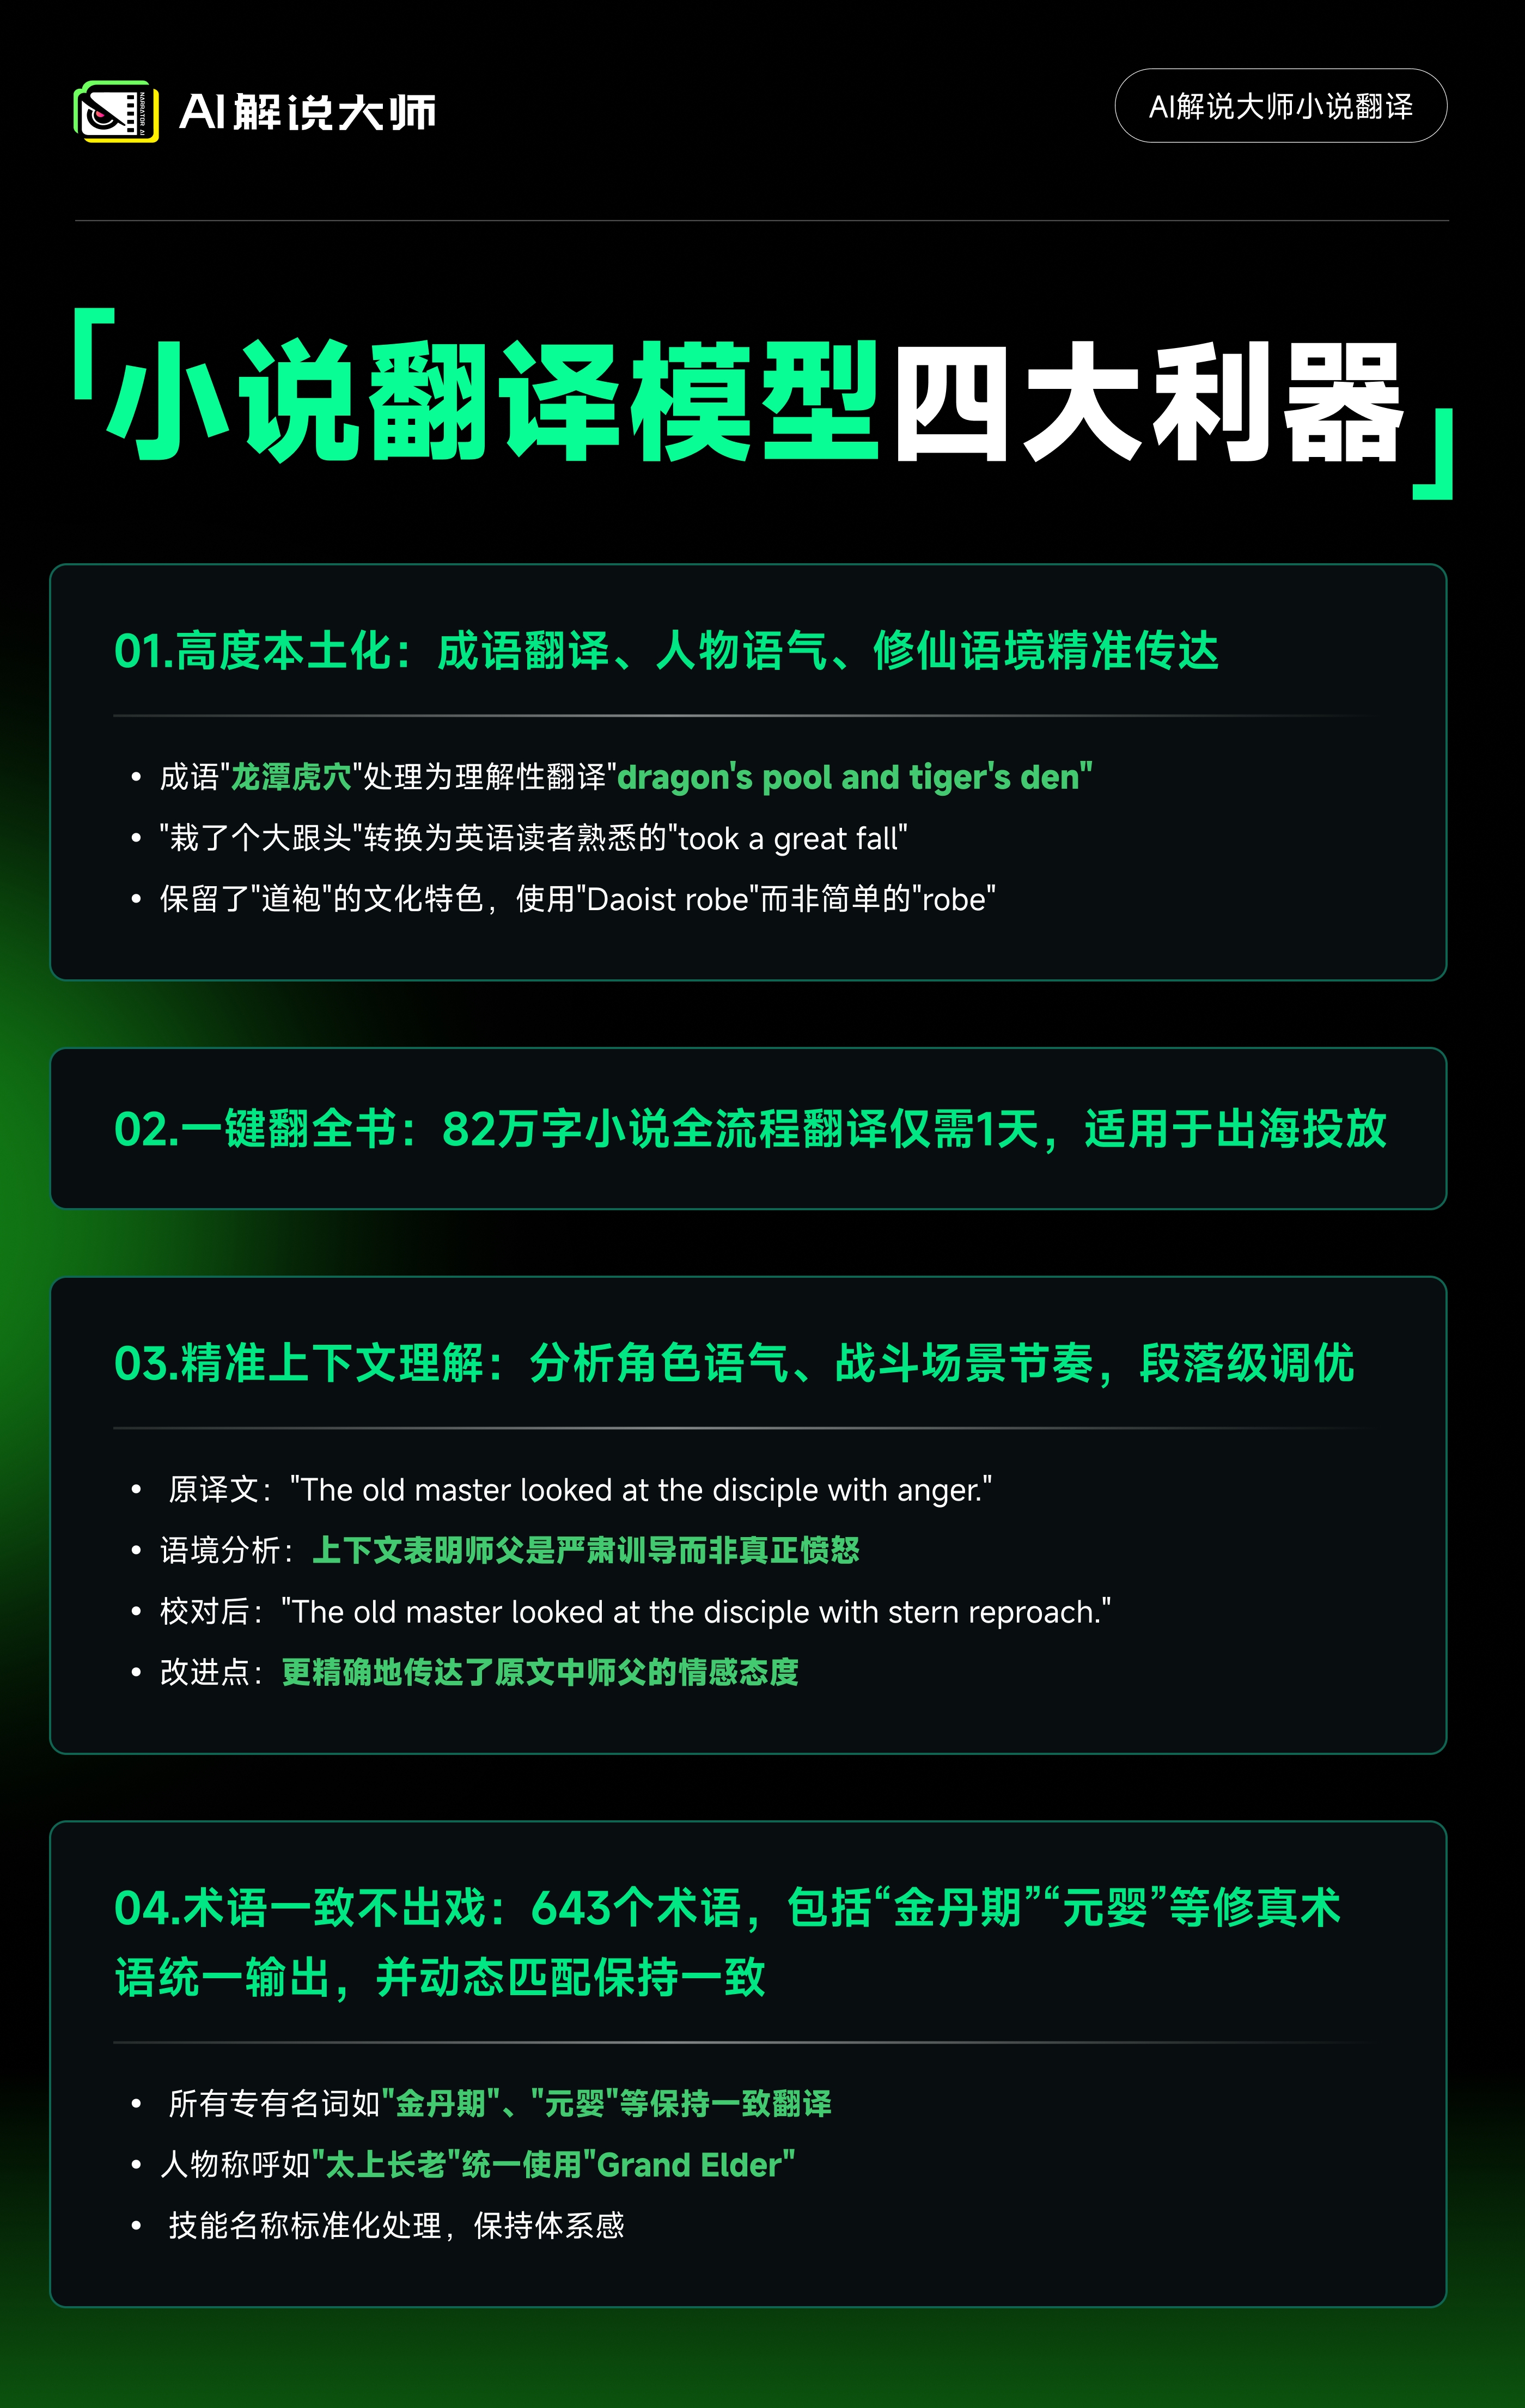 NARRATOR AI
AI解说大师
AI解说大师小说翻译
「小说翻译模型四大利器」
01.高度本土化：成语翻译、人物语气、修仙语境精准传达
• 成语"龙潭虎穴"处理为理解性翻译"dragon's pool and tiger's den"
• "栽了个大跟头"转换为英语读者熟悉的"took a great fall"
• 保留了"道袍"的文化特色，使用"Daoist robe"而非简单的"robe"
02.一键翻全书：82万字小说全流程翻译仅需1天，适用于出海投放
03.精准上下文理解：分析角色语气、战斗场景节奏，段落级调优
• 原译文："The old master looked at the disciple with anger."
• 语境分析：上下文表明师父是严肃训导而非真正愤怒
• 校对后："The old master looked at the disciple with stern reproach."
• 改进点：更精确地传达了原文中师父的情感态度
04.术语一致不出戏：643个术语，包括“金丹期”“元婴”等修真术
语统一输出，并动态匹配保持一致
• 所有专有名词如"金丹期"、"元婴"等保持一致翻译
• 人物称呼如"太上长老"统一使用"Grand Elder"
• 技能名称标准化处理，保持体系感